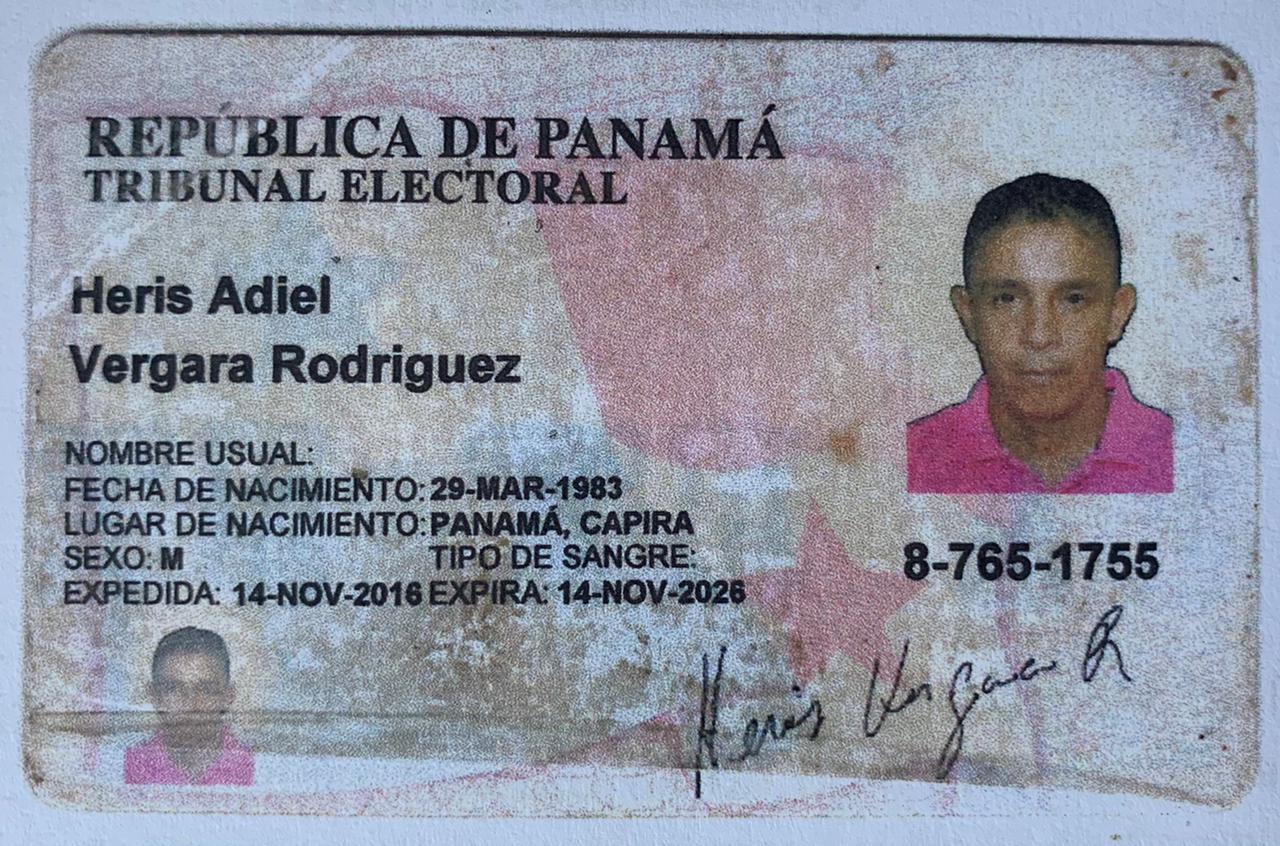 REPÚBLICA DE PANAMÁ
TRIBUNAL ELECTORAL
Heris Adiel
Vergara Rodriguez
NOMBRE USUAL:
FECHA DE NACIMIENTO: 29-MAR-1983
LUGAR DE NACIMIENTO: PANAMÁ, CAPIRA
SEXO: M TIPO DE SANGRE:
EXPEDIDA: 14-NOV-2016 EXPIRA: 14-NOV-2026
8-765-1755
Heris Vergara R